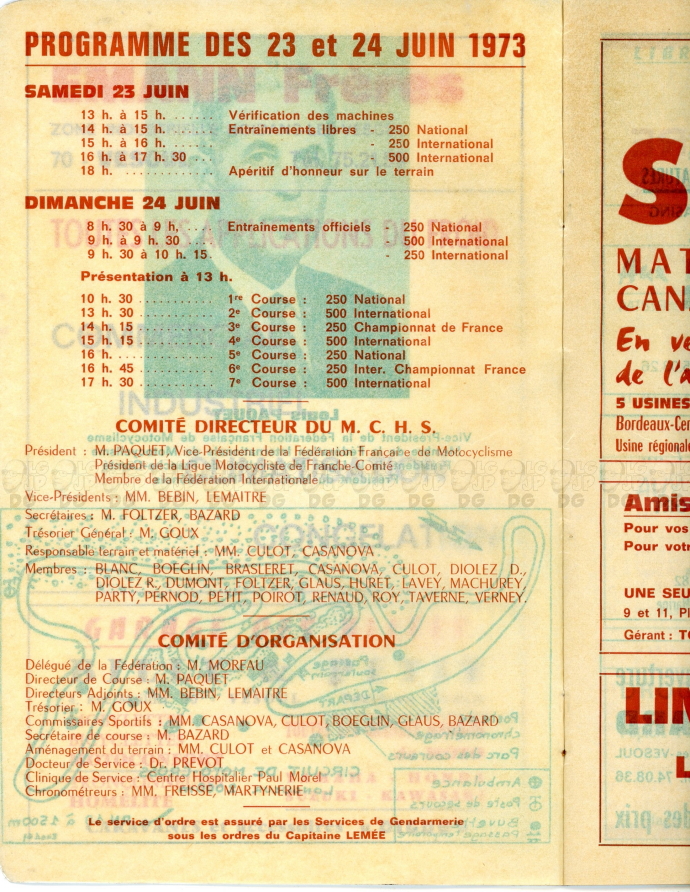 PROGRAMME DES 23 et 24 JUIN 1973
SAMEDI 23 JUIN
13 h. à 15 h. ...... Vérification des machines
14 h. à 15 h. ...... Entraînements libres - 250 National
15 h. à 16 h. ...... - 250 International
16 h. à 17 h. 30 ... - 500 International
18 h. ............. Apéritif d'honneur sur le terrain
DIMANCHE 24 JUIN
8 h. 30 à 9 h. .... Entraînements officiels - 250 National
9 h. à 9 h. 30 .... - 500 International
9 h. 30 à 10 h. 15. - 250 International
Présentation à 13 h.
10 h. 30 .......... 1re Course : 250 National
13 h. 30 .......... 2e Course : 500 International
14 h. 15 .......... 3e Course : 250 Championnat de France
15 h. 15 .......... 4e Course : 500 International
16 h. ............. 5e Course : 250 National
16 h. 45 .......... 6e Course : 250 Inter. Championnat France
17 h. 30 .......... 7e Course : 500 International
COMITÉ DIRECTEUR DU M. C. H. S.
Président : M. PAQUET, Vice-Président de la Fédération Française de Motocyclisme
Président de la Ligue Motocycliste de Franche-Comté
Membre de la Fédération Internationale
Vice-Présidents : MM. BEBIN, LEMAITRE
Secrétaires : M. FOLTZER, BAZARD
Trésorier Général : M. GOUX
Responsable terrain et matériel : MM. CULOT, CASANOVA
Membres : BLANC, BOEGLIN, BRASLERET, CASANOVA, CULOT, DIOLEZ D.,
DIOLEZ R., DUMONT, FOLTZER, GLAUS, HURET, LAVEY, MACHUREY,
PARTY, PERNOD, PETIT, POIROT, RENAUD, ROY, TAVERNE, VERNEY.
COMITÉ D'ORGANISATION
Délégué de la Fédération : M. MORFAU
Directeur de Course : M. PAQUET
Directeurs Adjoints : MM. BEBIN, LEMAITRE
Trésorier : M. GOUX
Commissaires Sportifs : MM. CASANOVA, CULOT, BOEGLIN, GLAUS, BAZARD
Secrétaire de course : M. BAZARD
Aménagement du terrain : MM. CULOT et CASANOVA
Docteur de Service : Dr. PREVOT
Clinique de Service : Centre Hospitalier Paul Morel
Chronométreurs : MM. FREISSE, MARTYNERIE
Le service d'ordre est assuré par les Services de Gendarmerie
sous les ordres du Capitaine LEMÉE
S
MAT
CAN
En ve
de l'a
5 USINES
Bordeaux-Cen
Usine régionale
Amis
Pour vos
Pour votr
UNE SEU
9 et 11, Pl
Gérant : TO
LIN
L